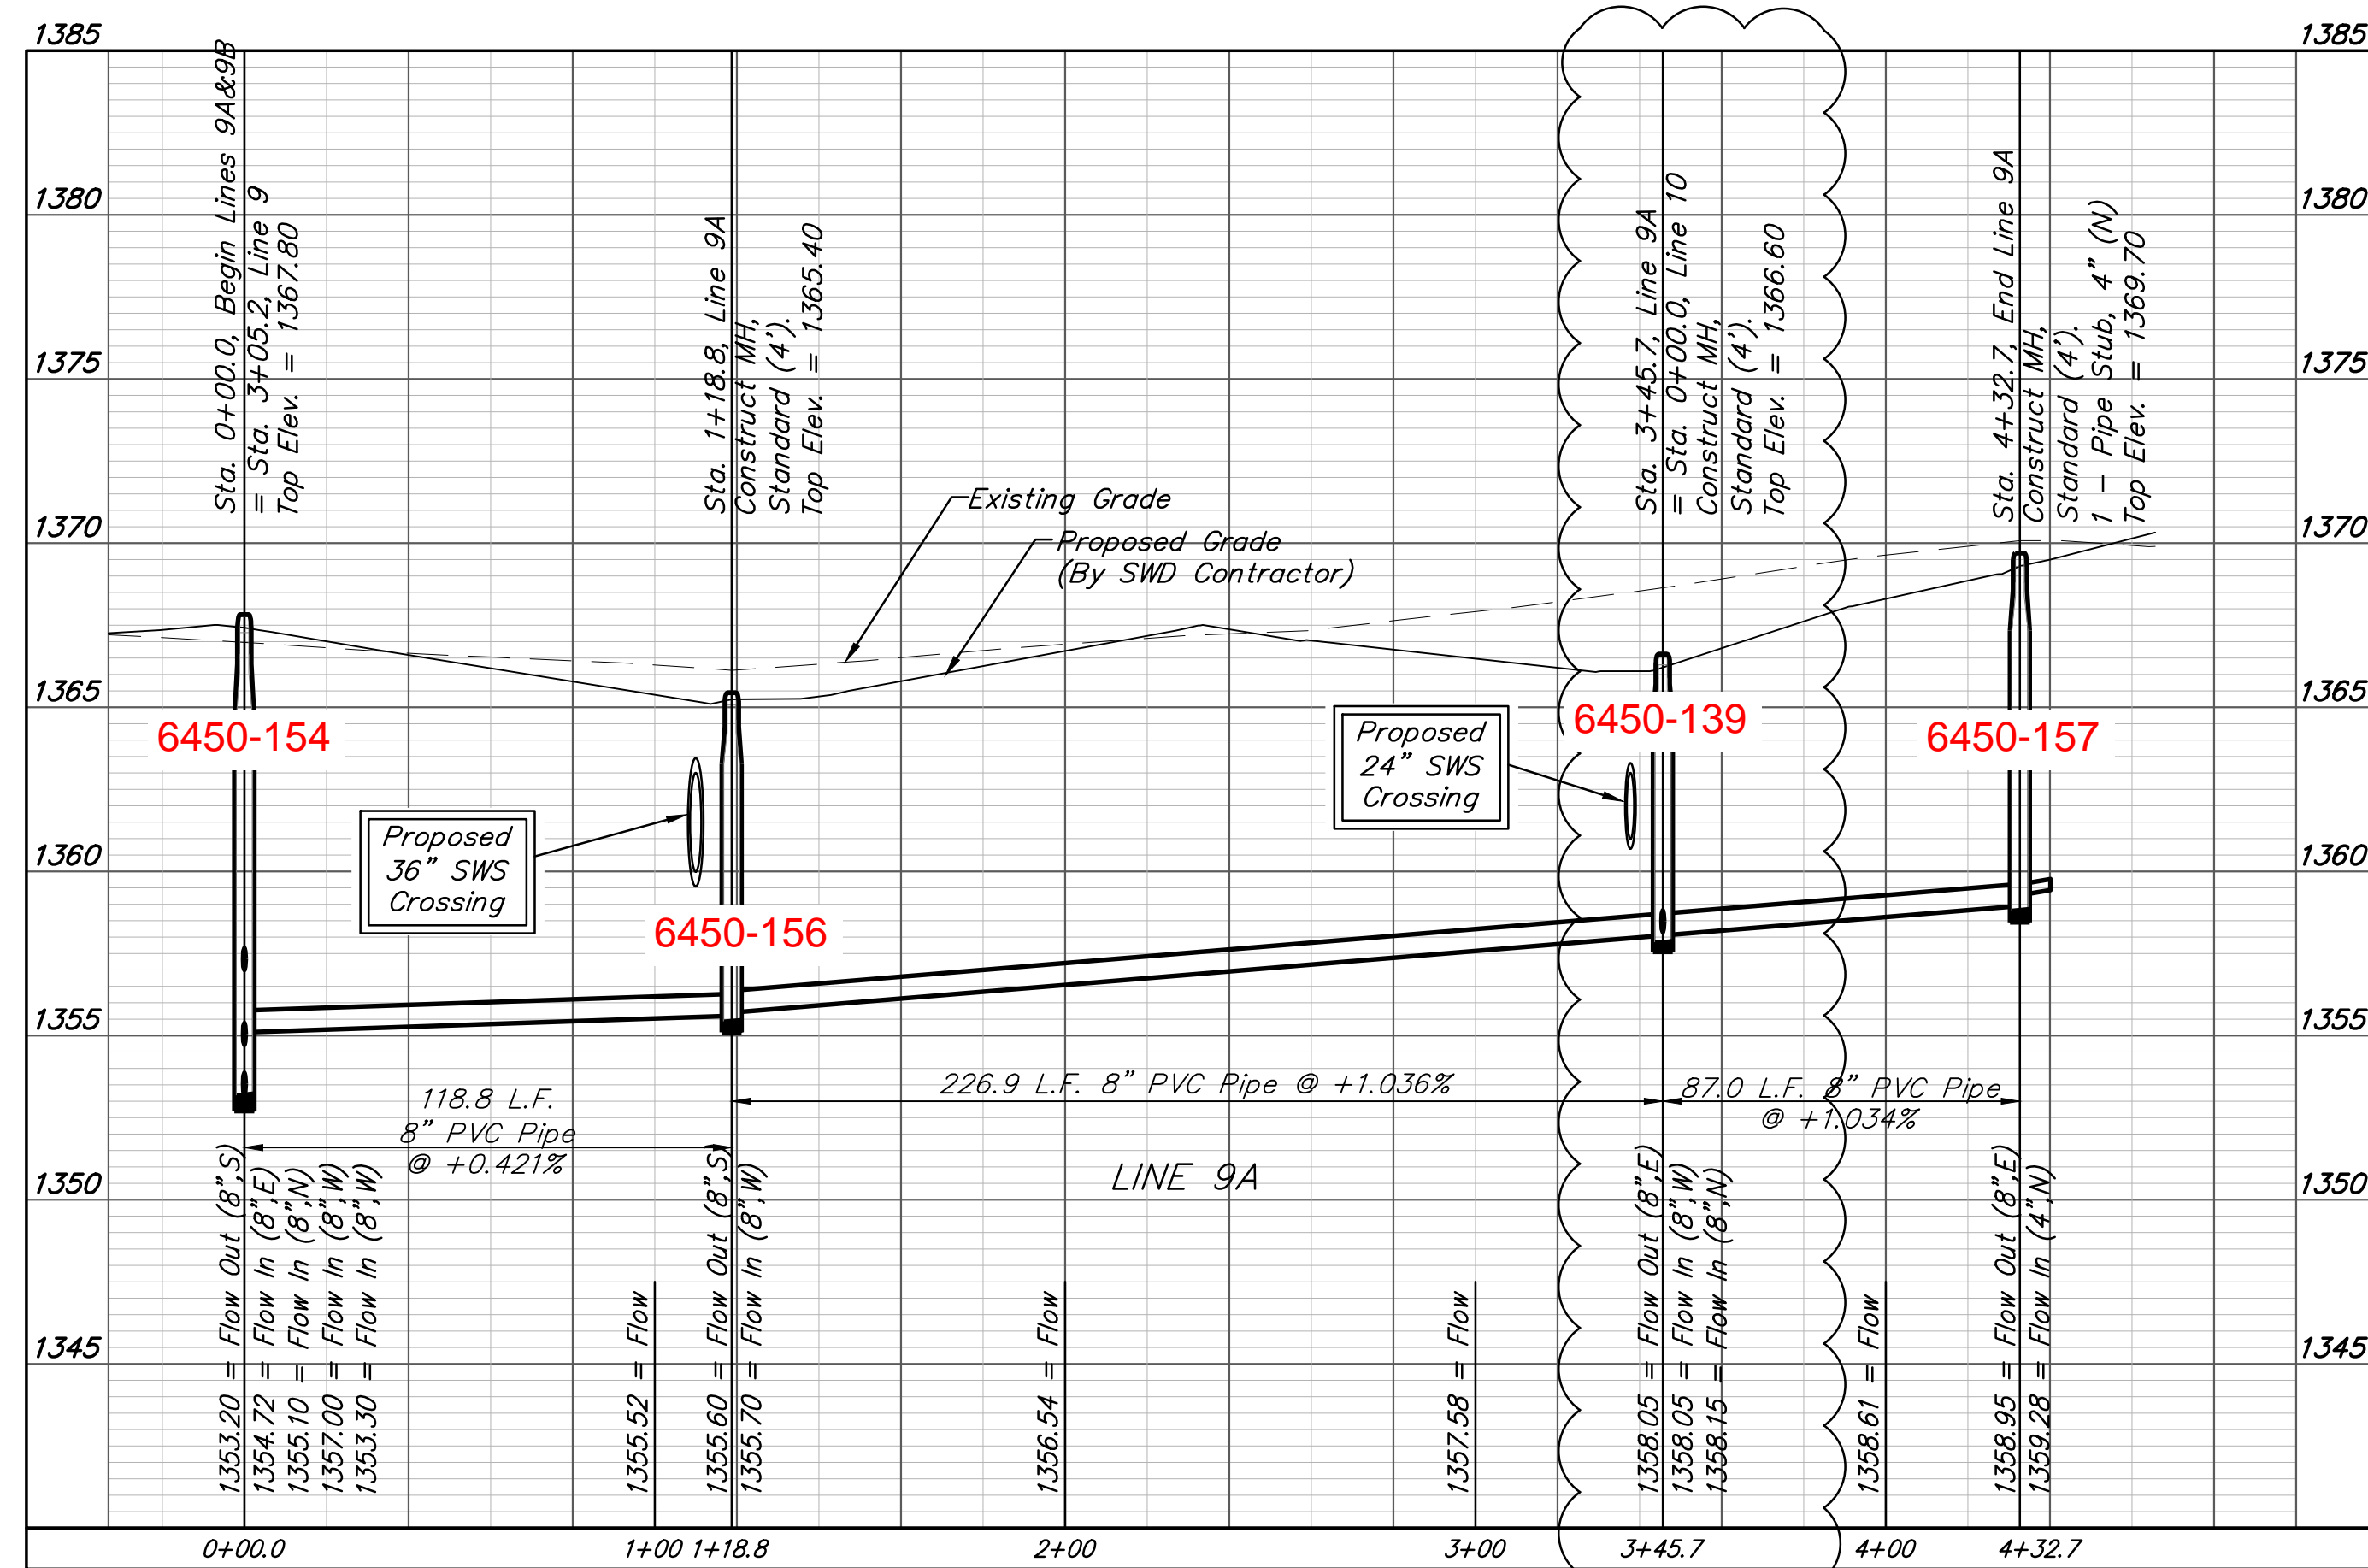 1385
1385
1380
1380
1375
1375
1370
1370
1365
1365
1360
1360
1355
1355
1350
1350
1345
1345
Sta. 0+00.0, Begin Lines 9A&9B
= Sta. 3+05.2, Line 9
Top Elev. = 1367.80
Sta. 1+18.8, Line 9A
Construct MH,
Standard (4').
Top Elev. = 1365.40
Sta. 3+45.7, Line 9A
= Sta. 0+00.0, Line 10
Construct MH,
Standard (4').
Top Elev. = 1366.60
Sta. 4+32.7, End Line 9A
Construct MH,
Standard (4').
1 - Pipe Stub, 4" (N)
Top Elev. = 1369.70
Existing Grade
Proposed Grade
(By SWD Contractor)
6450-154
6450-156
6450-139
6450-157
Proposed
36" SWS
Crossing
Proposed
24" SWS
Crossing
118.8 L.F.
8" PVC Pipe
@ +0.421%
226.9 L.F. 8" PVC Pipe @ +1.036%
87.0 L.F. 8" PVC Pipe
@ +1.034%
LINE 9A
1353.20 = Flow Out (8",S)
1354.72 = Flow In (8",E)
1355.10 = Flow In (8",N)
1357.00 = Flow In (8",W)
1353.30 = Flow In (8",W)
1355.52 = Flow
1355.60 = Flow Out (8",S)
1355.70 = Flow In (8",W)
1356.54 = Flow
1357.58 = Flow
1358.05 = Flow Out (8",E)
1358.05 = Flow In (8",W)
1358.15 = Flow In (8",N)
1358.61 = Flow
1358.95 = Flow Out (8",E)
1359.28 = Flow In (4",N)
0+00.0
1+00
1+18.8
2+00
3+00
3+45.7
4+00
4+32.7